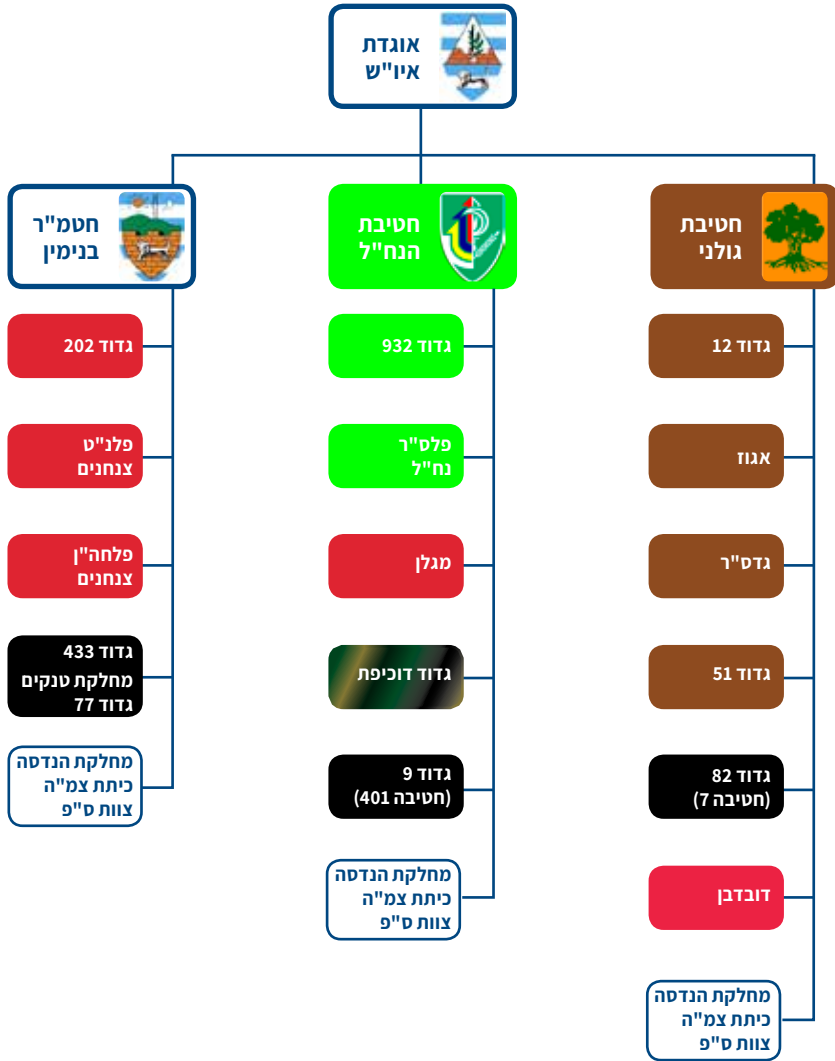 אוגדת
איו"ש
חטיבת
גולני
גדוד 12
אגוז
גדס"ר
גדוד 51
גדוד 82
(חטיבה 7)
דובדבן
מחלקת הנדסה
כיתת צמ"ה
צוות ס"פ
חטיבת
הנח"ל
גדוד 932
פלס"ר
נח"ל
מגלן
גדוד דוכיפת
גדוד 9
(חטיבה 401)
מחלקת הנדסה
כיתת צמ"ה
צוות ס"פ
חטמ"ר
בנימין
גדוד 202
פלנ"ט
צנחנים
פלחה"ן
צנחנים
גדוד 433
מחלקת טנקים
גדוד 77
מחלקת הנדסה
כיתת צמ"ה
צוות ס"פ